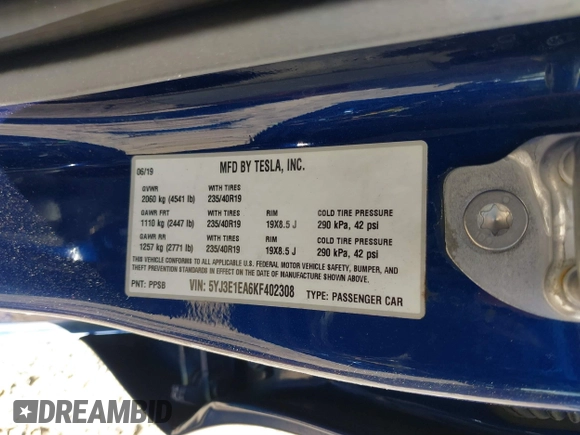 06/19 MFD BY TESLA, INC.
GVWR WITH TIRES
2060 kg (4541 lb) 235/40R19
GAWR FRT WITH TIRES RIM COLD TIRE PRESSURE
1110 kg (2447 lb) 235/40R19 19X8.5 J 290 kPa, 42 psi
GAWR RR WITH TIRES RIM COLD TIRE PRESSURE
1257 kg (2771 lb) 235/40R19 19X8.5 J 290 kPa, 42 psi
THIS VEHICLE CONFORMS TO ALL APPLICABLE U.S. FEDERAL MOTOR VEHICLE SAFETY, BUMPER, AND
THEFT PREVENTION STANDARDS IN EFFECT ON THE DATE OF MANUFACTURE SHOWN ABOVE.
PNT: PPSB VIN: 5YJ3E1EA6KF402308 TYPE: PASSENGER CAR
DREAMBID